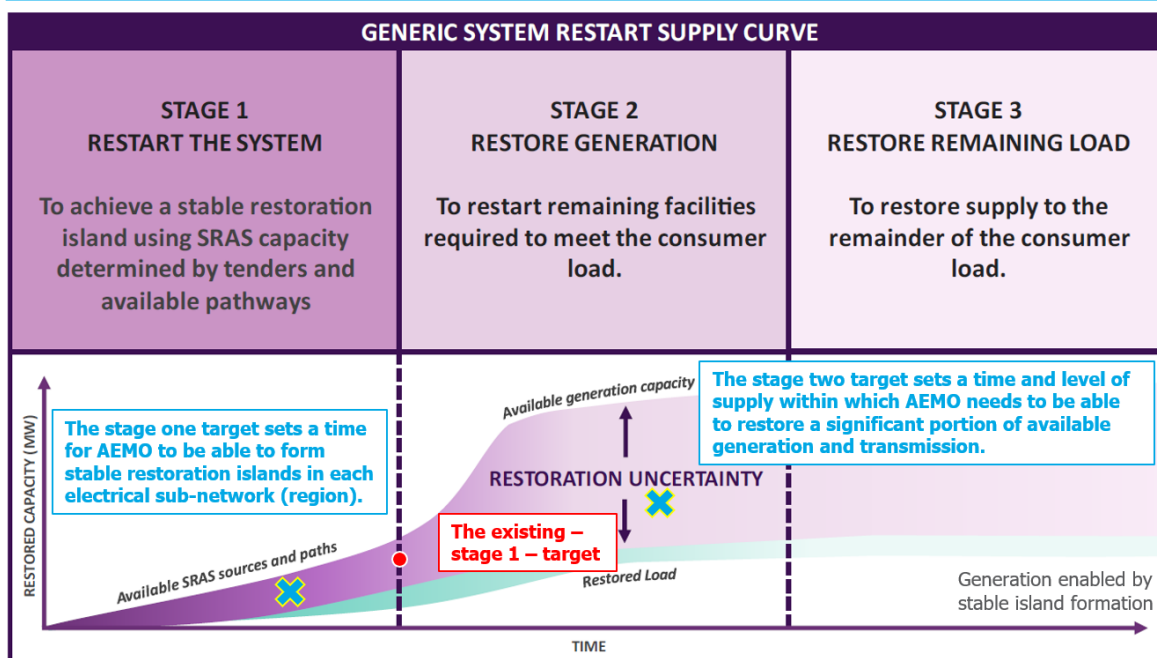 GENERIC SYSTEM RESTART SUPPLY CURVE
STAGE 1
RESTART THE SYSTEM
To achieve a stable restoration
island using SRAS capacity
determined by tenders and
available pathways
STAGE 2
RESTORE GENERATION
To restart remaining facilities
required to meet the consumer
load.
STAGE 3
RESTORE REMAINING LOAD
To restore supply to the
remainder of the consumer
load.
RESTORED CAPACITY (MW)
The stage one target sets a time
for AEMO to be able to form
stable restoration islands in each
electrical sub-network (region).
Available SRAS sources and paths
Available generation capacity
The stage two target sets a time and level of
supply within which AEMO needs to be able
to restore a significant portion of available
generation and transmission.
RESTORATION UNCERTAINTY
The existing –
stage 1 – target
Restored Load
Generation enabled by
stable island formation
TIME